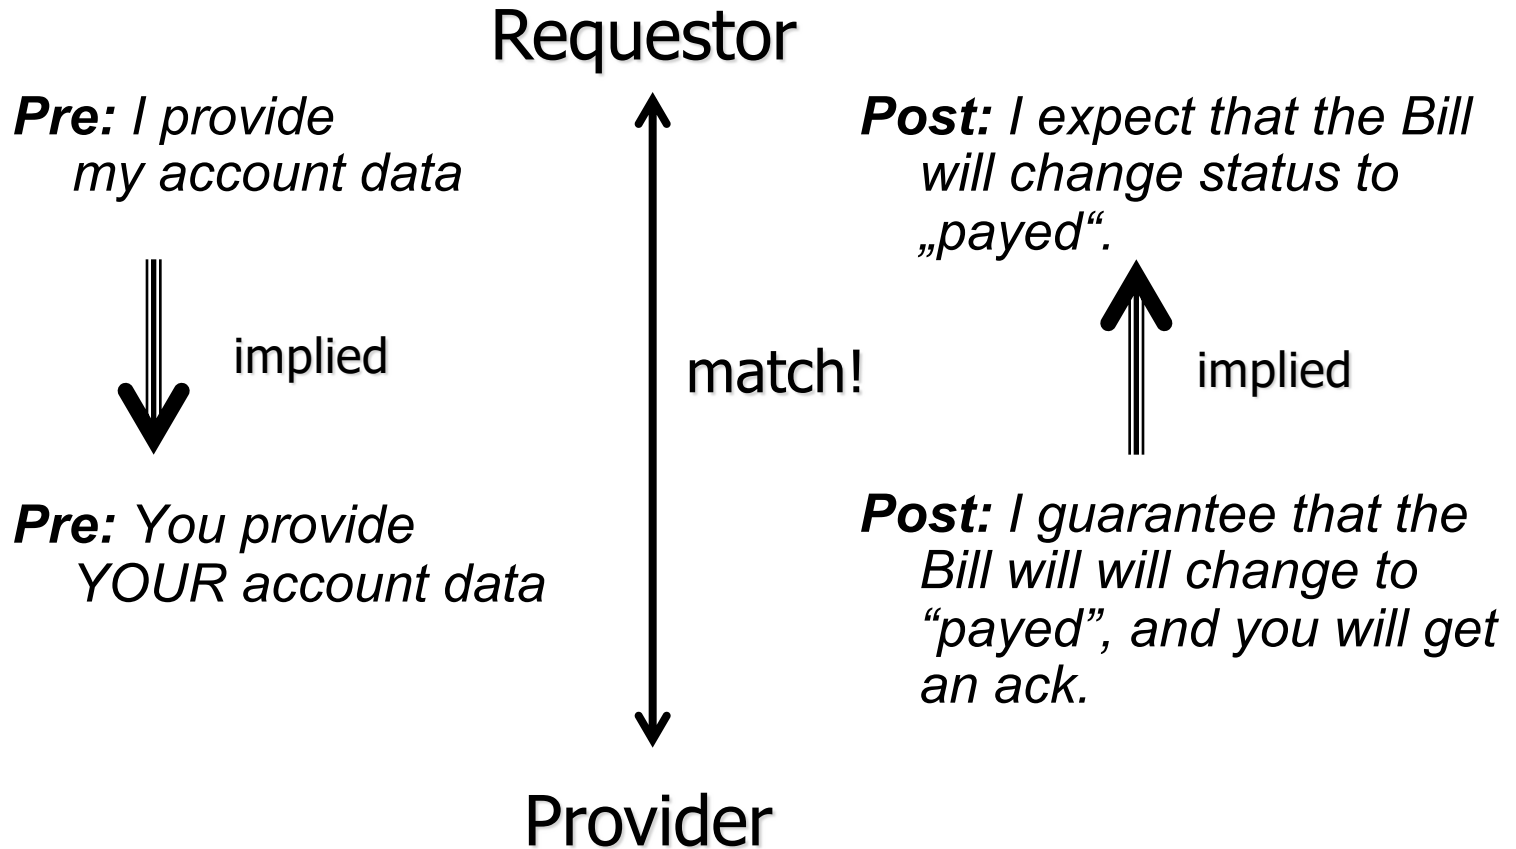 Requestor
Pre: I provide
my account data
Post: I expect that the Bill
will change status to
„payed“.
implied
match!
implied
Pre: You provide
YOUR account data
Post: I guarantee that the
Bill will will change to
“payed”, and you will get
an ack.
Provider